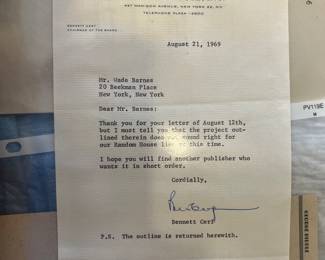 457 MADISON AVENUE, NEW YORK 22, NY
TELEPHONE PLAZA
BENNETT CERF
CHAIRMAN OF THE BOARD
August 21, 1969
Mr. Wade Barnes
20 Beekman Place
New York, New York
Dear Mr. Barnes:
Thank you for your letter of August 12th,
but I must tell you that the project out-
lined therein does not sound right for
our Random House list at this time.
I hope you will find another publisher who
wants it in short order.
Cordially,
Bennett Cerf
P.S. The outline is returned herewith.